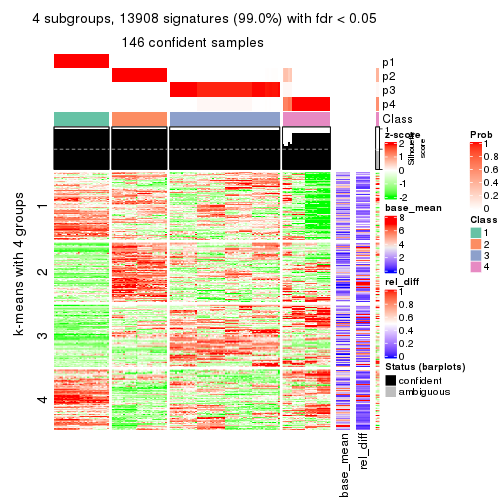 4 subgroups, 13908 signatures (99.0%) with fdr < 0.05
146 confident samples
p1
p2
p3
p4
Class
1
Silhouette
score
z-score
2
1
0
-1
-2
Prob
1
0.8
0.6
0.4
0.2
0
base_mean
8
6
4
2
0
Class
1
2
3
4
rel_diff
1
0.8
0.6
0.4
0.2
0
Status (barplots)
confident
ambiguous
k-means with 4 groups
1
2
3
4
base_mean
rel_diff